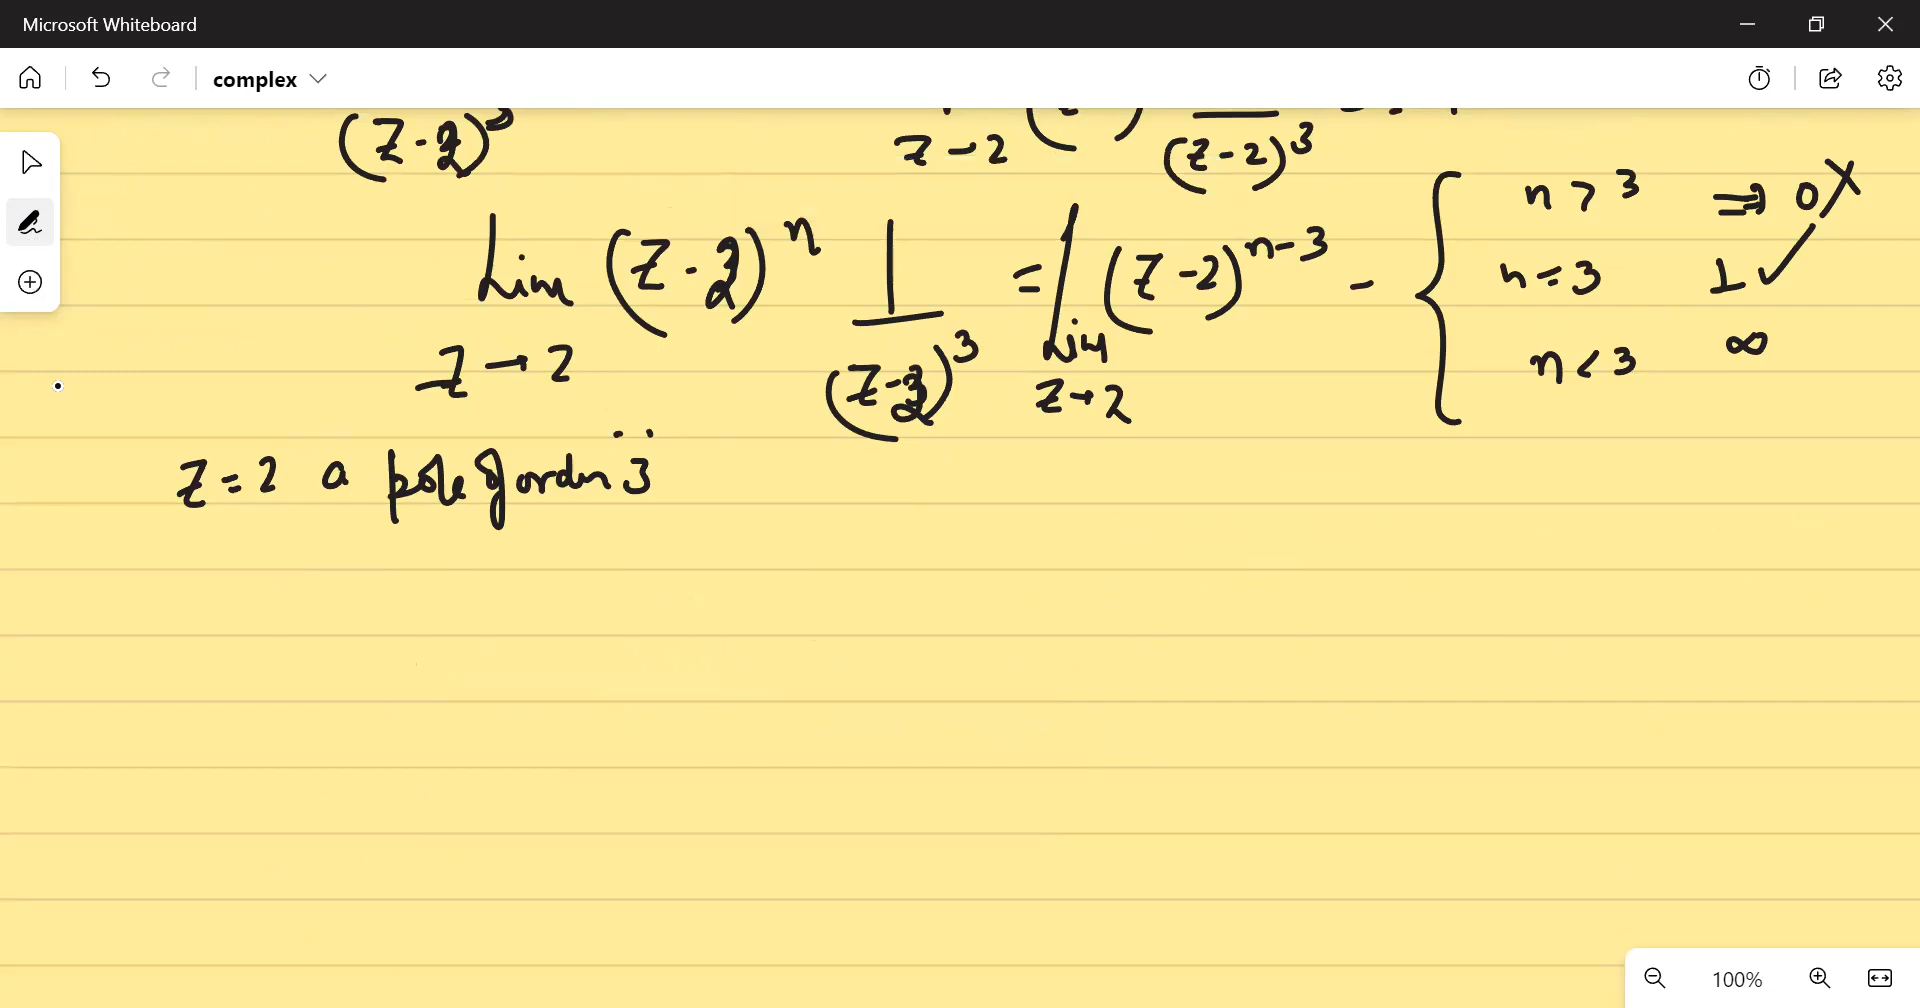 Microsoft Whiteboard
complex
(z-2)^3
z→2 (z-2)^3
Lim (z-2)^n 1 = (z-2)^{n-3} - { n > 3 ⇒ 0 X
n = 3 1 ✓
z→2 (z-2)^3 Lim z→2 n < 3 ∞
z = 2 a pole of order 3
100%